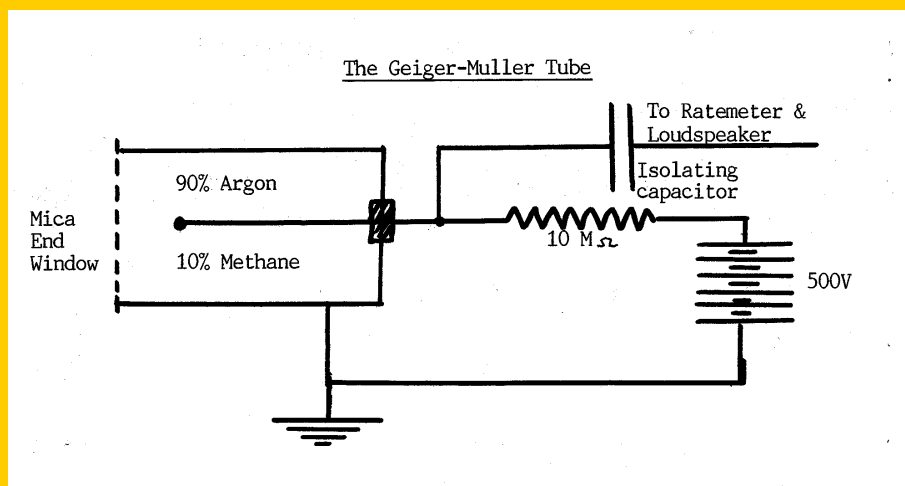 The Geiger-Muller Tube
To Ratemeter &
Loudspeaker
90% Argon
Isolating
capacitor
Mica
End
Window
10% Methane
10 MΩ
500V